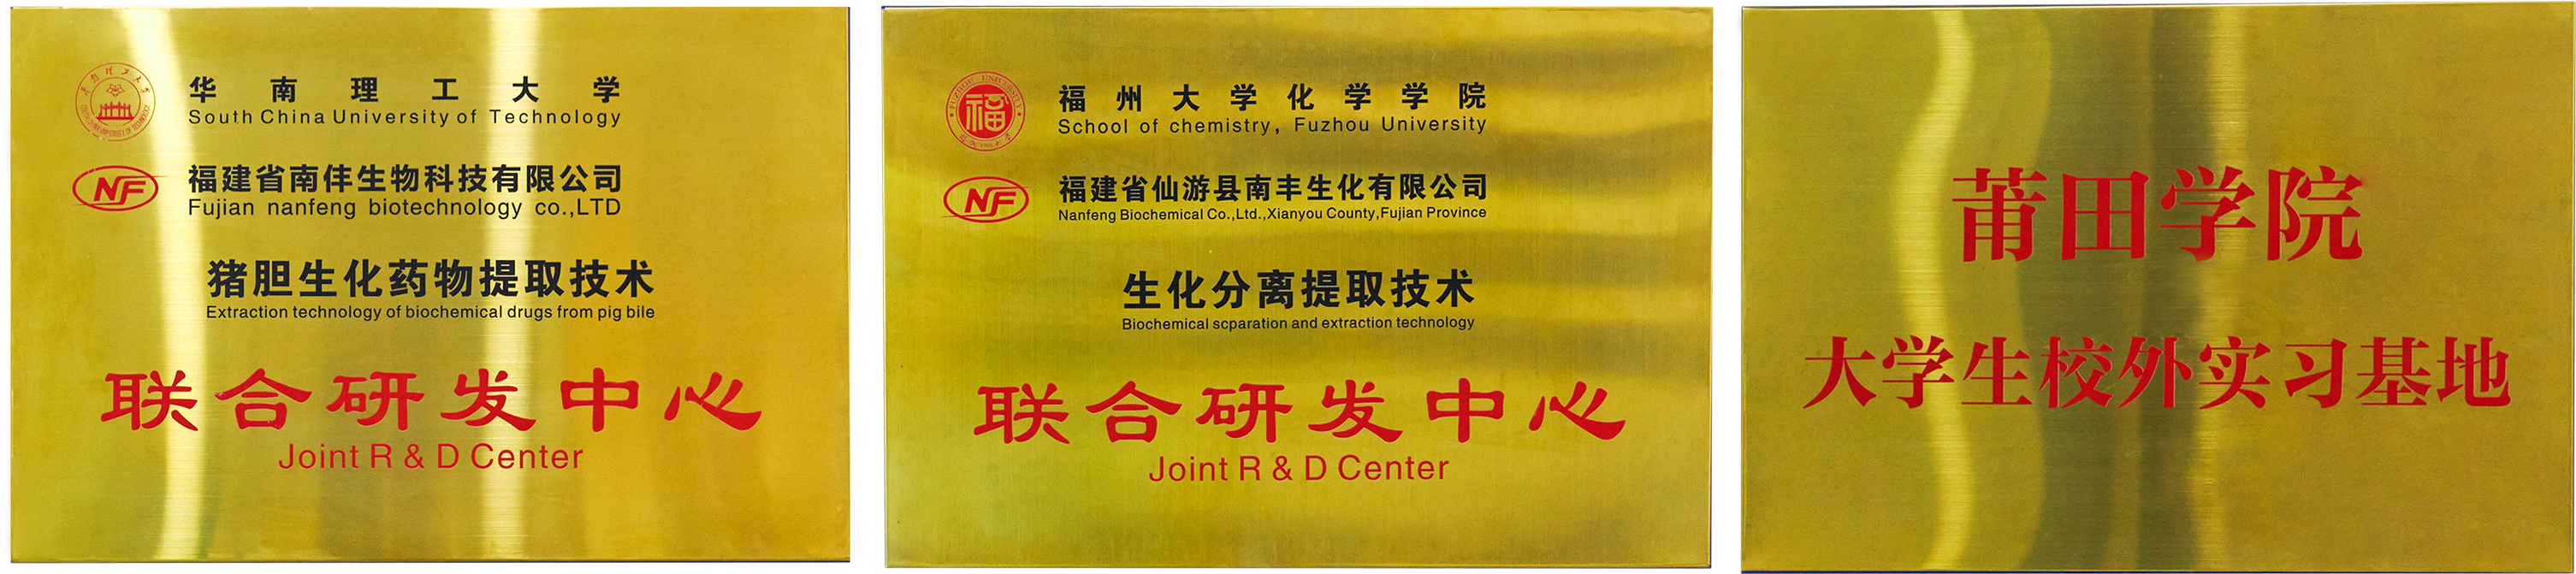 华南理工大学
South China University of Technology
NF
福建省南佯生物科技有限公司
Fujian nanfeng biotechnology co.,LTD
猪胆生化药物提取技术
Extraction technology of biochemical drugs from pig bile
联合研发中心
Joint R & D Center
福州大学化学学院
School of chemistry, Fuzhou University
NF
福建省仙游县南丰生化有限公司
Nanfeng Biochemical Co.,Ltd.,Xianyou County,Fujian Province
生化分离提取技术
Biochemical scparation and extraction technology
联合研发中心
Joint R & D Center
莆田学院
大学生校外实习基地